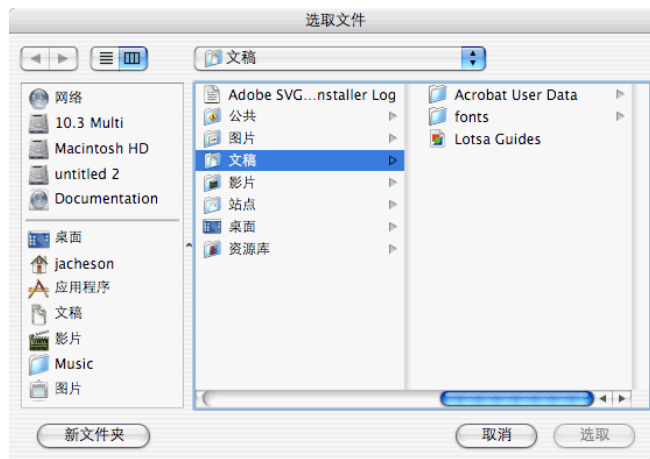 选取文件
文稿
网络
10.3 Multi
Macintosh HD
untitled 2
Documentation
桌面
jacheson
应用程序
文稿
影片
Music
图片
Adobe SVG...nstaller Log
公共
图片
文稿
影片
站点
桌面
资源库
Acrobat User Data
fonts
Lotsa Guides
新文件夹
取消
选取